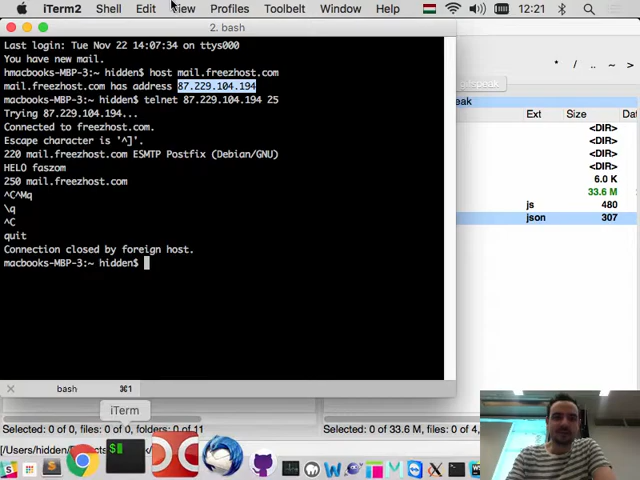 iTerm2 Shell Edit View Profiles Toolbelt Window Help 12:21
2. bash
Last login: Tue Nov 22 14:07:34 on ttys000
You have new mail.
hmacbooks-MBP-3:~ hidden$ host mail.freezhost.com
mail.freezhost.com has address 87.229.104.194
macbooks-MBP-3:~ hidden$ telnet 87.229.104.194 25
Trying 87.229.104.194...
Connected to freezhost.com.
Escape character is '^]'.
220 mail.freezhost.com ESMTP Postfix (Debian/GNU)
HELO faszom
250 mail.freezhost.com
^C^Mq
\q
^C
quit
Connection closed by foreign host.
macbooks-MBP-3:~ hidden$
bash ⌘1
* / .. ~
Ext Size
<DIR>
<DIR>
<DIR>
<DIR>
6.0 K
33.6 M
js 480
json 307
iTerm
Selected: 0 of 0, files: 0 of 0, folders: 0 of 11
Selected: 0 of 33.6 M, files: 0 of 4,